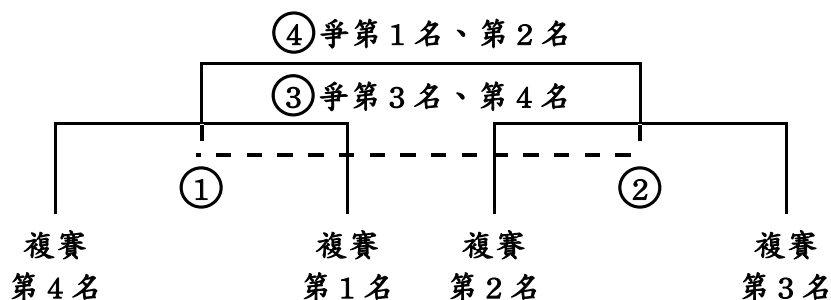 ④爭第1名、第2名
③爭第3名、第4名
① ②
複賽 複賽 複賽 複賽
第4名 第1名 第2名 第3名